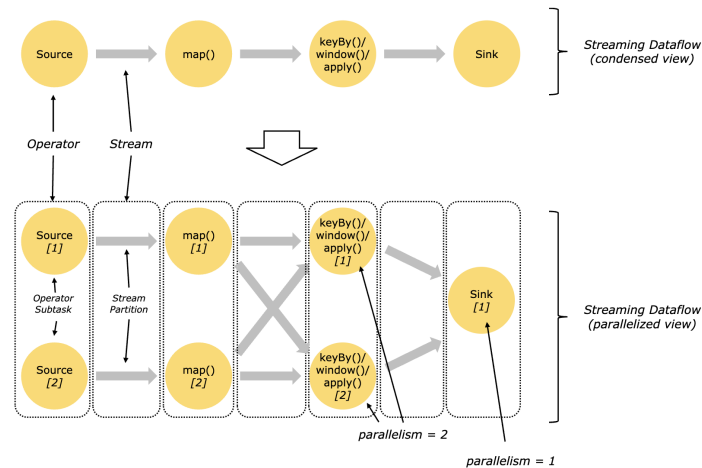 Source
map()
keyBy()/
window()/
apply()
Sink
Streaming Dataflow
(condensed view)
Operator
Stream
Source
[1]
map()
[1]
keyBy()/
window()/
apply()
[1]
Operator
Subtask
Stream
Partition
Sink
[1]
Streaming Dataflow
(parallelized view)
Source
[2]
map()
[2]
keyBy()/
window()/
apply()
[2]
parallelism = 2
parallelism = 1